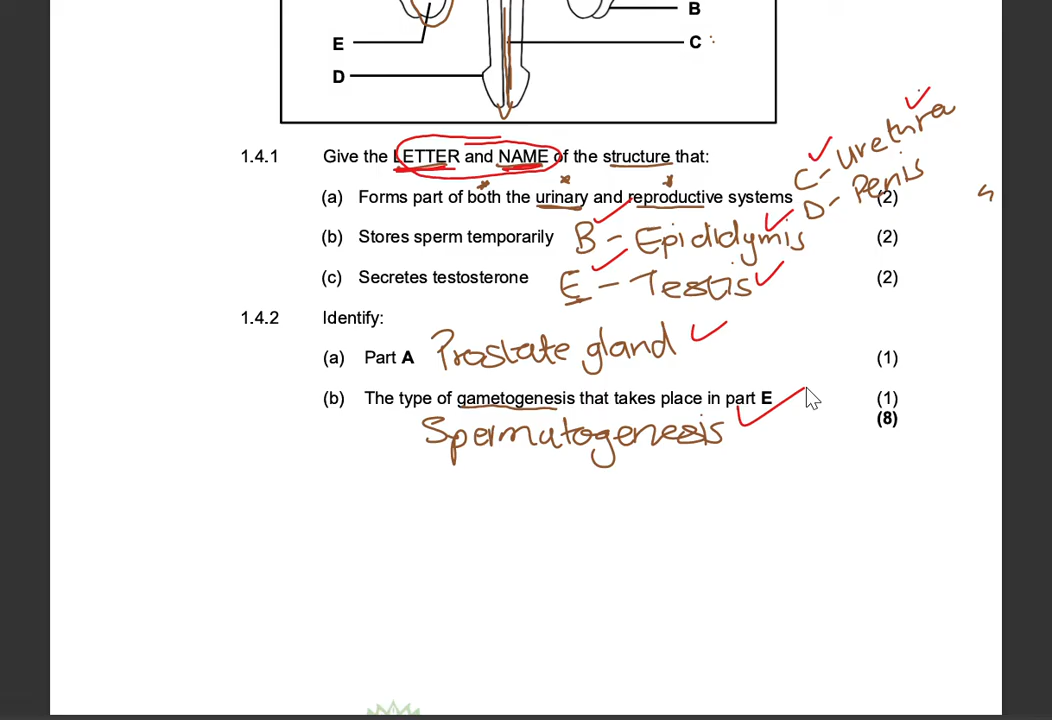 B
E
C
D
1.4.1 Give the LETTER and NAME of the structure that:
C- Urethra
(a) Forms part of both the urinary and reproductive systems (2)
D- Penis
(b) Stores sperm temporarily B - Epididymis (2)
(c) Secretes testosterone E - Testis (2)
1.4.2 Identify:
(a) Part A Prostate gland (1)
(b) The type of gametogenesis that takes place in part E (1)
(8)
Spermatogenesis